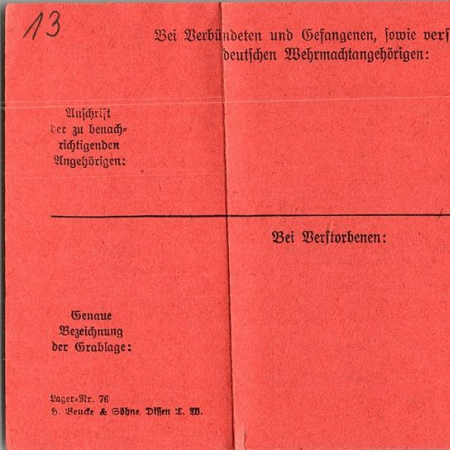 13
Bei Verbündeten und Gefangenen, sowie vers
deutschen Wehrmachtangehörigen:
Anschrift
der zu benach-
richtigenden
Angehörigen:
Bei Verstorbenen:
Genaue
Bezeichnung
der Grablage:
Lager-Nr. 76
H. Beucke & Söhne, Dissen T. W.